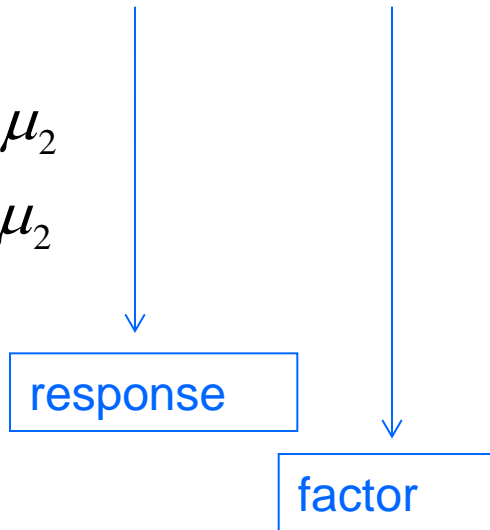 μ₂
μ₂
response
factor